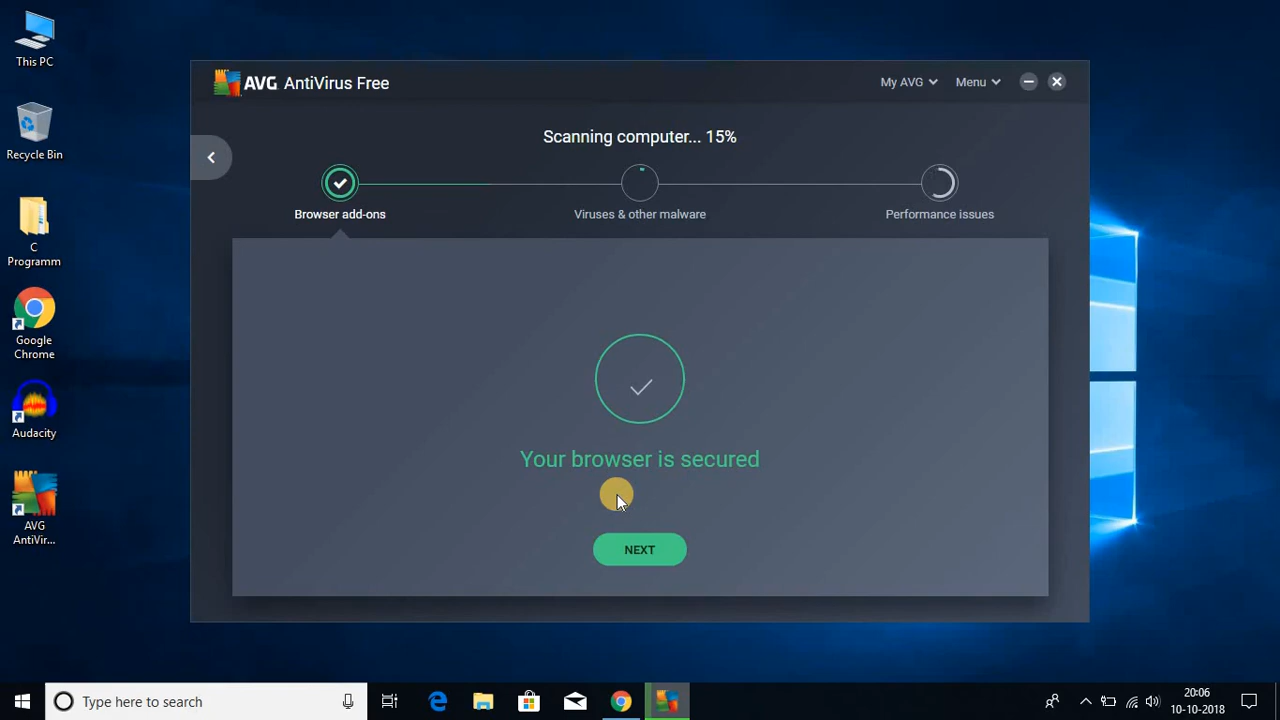 This PC
Recycle Bin
C
Programm
Google
Chrome
Audacity
AVG
AntiVir...
AVG AntiVirus Free
My AVG
Menu
Scanning computer... 15%
Browser add-ons
Viruses & other malware
Performance issues
Your browser is secured
NEXT
Type here to search
20:06
10-10-2018